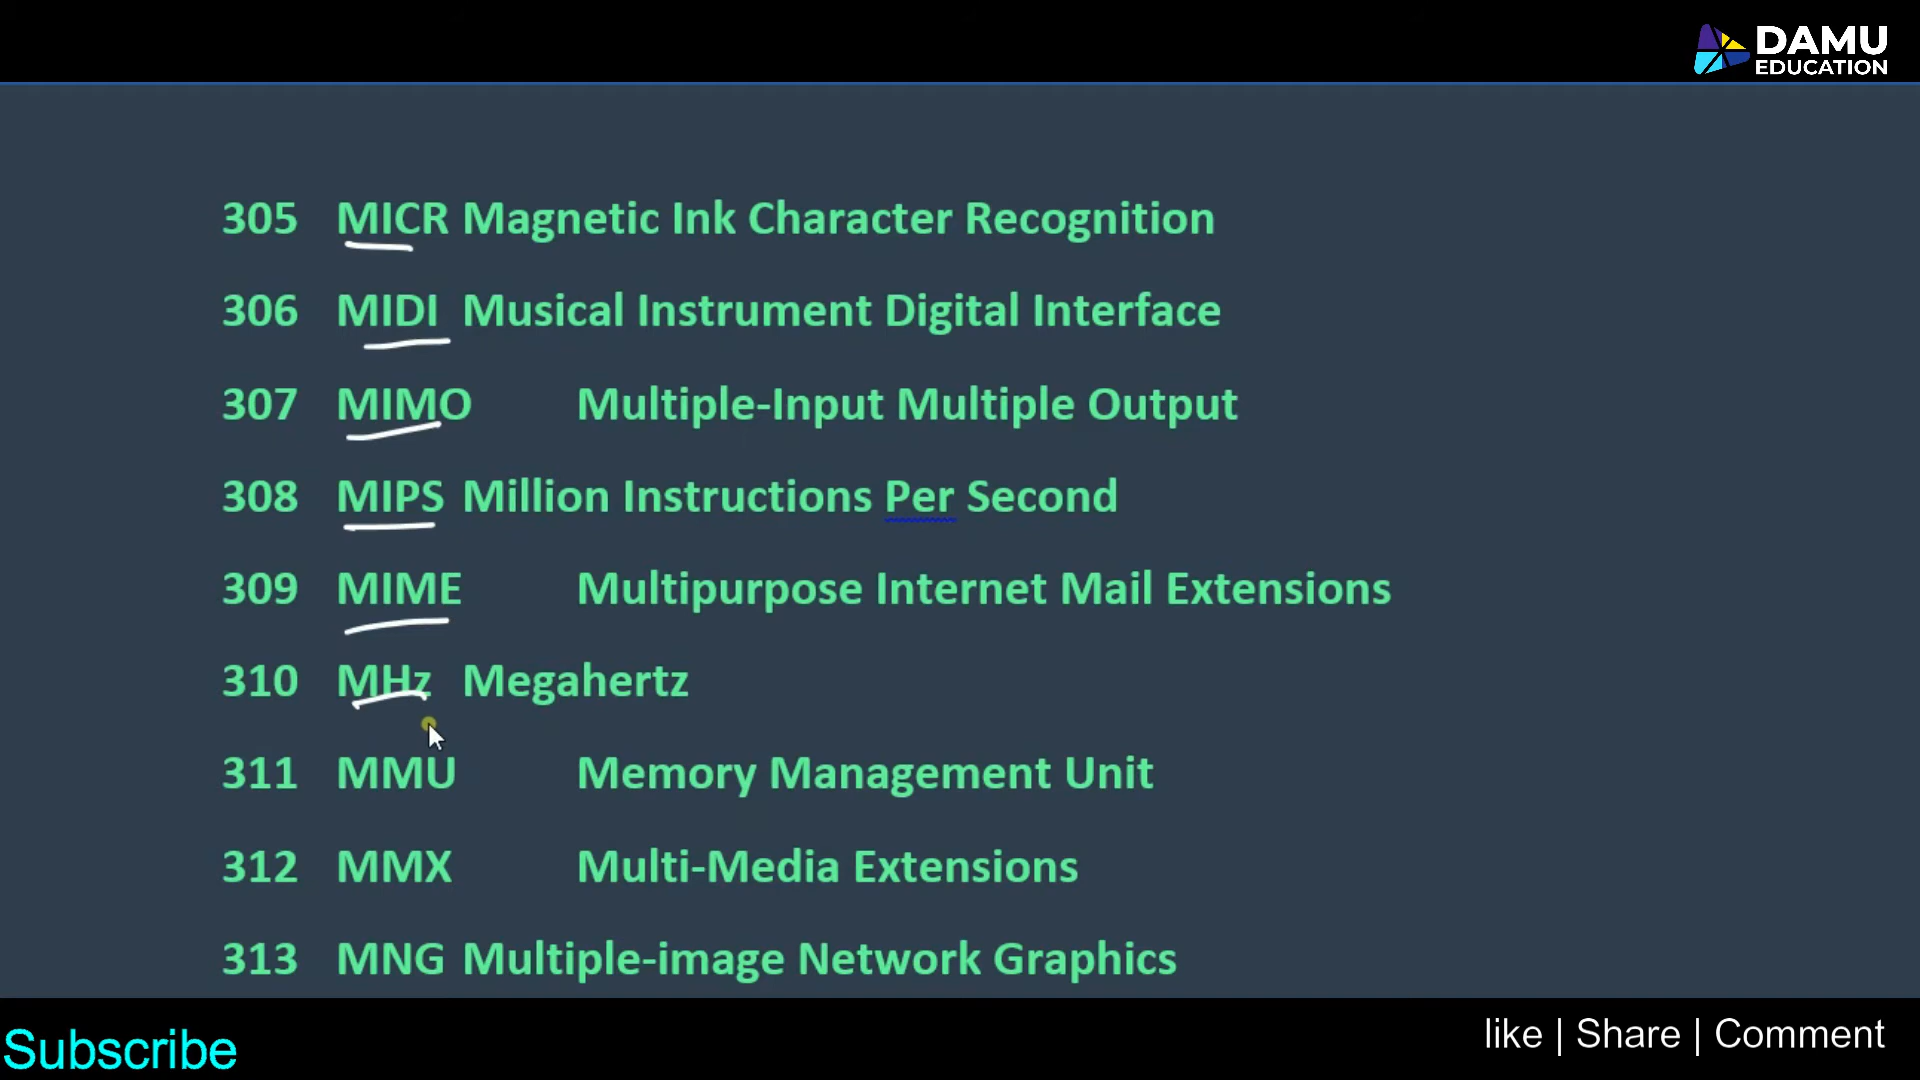 DAMU
EDUCATION
305 MICR Magnetic Ink Character Recognition
306 MIDI Musical Instrument Digital Interface
307 MIMO Multiple-Input Multiple Output
308 MIPS Million Instructions Per Second
309 MIME Multipurpose Internet Mail Extensions
310 MHz Megahertz
311 MMU Memory Management Unit
312 MMX Multi-Media Extensions
313 MNG Multiple-image Network Graphics
Subscribe
like | Share | Comment